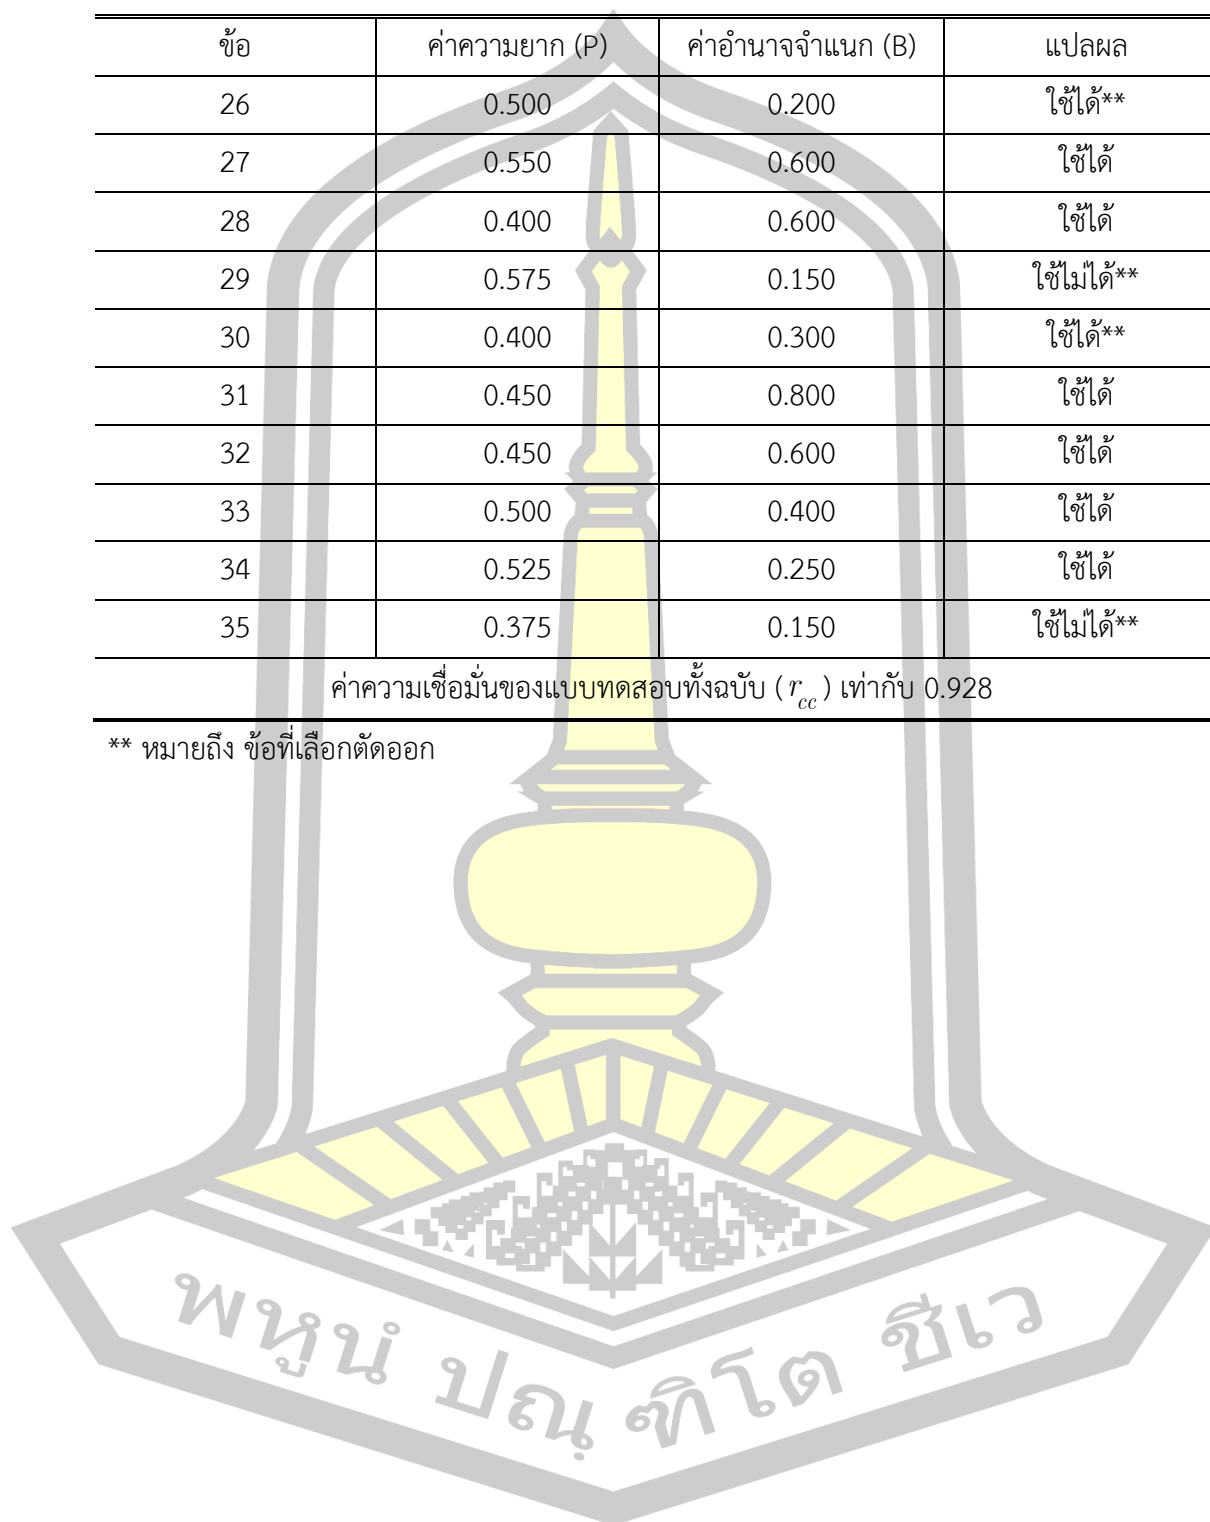 ข้อ ค่าความยาก (P) ค่าอำนาจจำแนก (B) แปลผล
26 0.500 0.200 ใช้ได้**
27 0.550 0.600 ใช้ได้
28 0.400 0.600 ใช้ได้
29 0.575 0.150 ใช้ไม่ได้**
30 0.400 0.300 ใช้ได้**
31 0.450 0.800 ใช้ได้
32 0.450 0.600 ใช้ได้
33 0.500 0.400 ใช้ได้
34 0.525 0.250 ใช้ได้
35 0.375 0.150 ใช้ไม่ได้**
ค่าความเชื่อมั่นของแบบทดสอบทั้งฉบับ (r_cc) เท่ากับ 0.928
** หมายถึง ข้อที่เลือกตัดออก
พหูนํ ปณฺฑิโต ชีเว